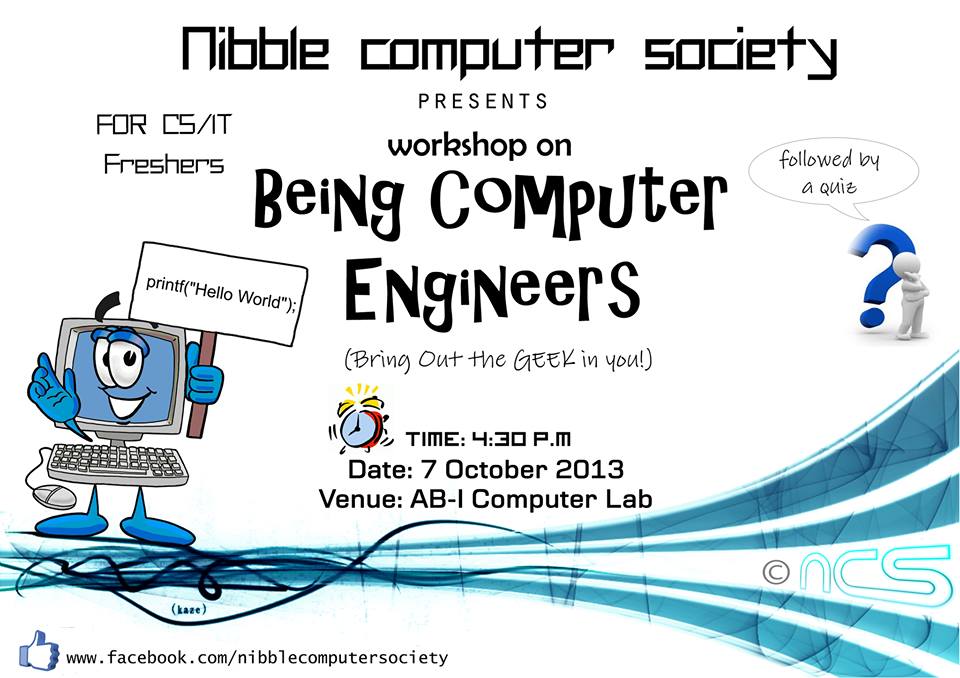 Nibble computer society
PRESENTS
FOR CS/IT
Freshers
workshop on
Being Computer
Engineers
(Bring Out the GEEK in you!)
followed by
a quiz
printf("Hello World");
TIME: 4:30 P.M
Date: 7 October 2013
Venue: AB-I Computer Lab
© nCS
(kaze)
www.facebook.com/nibblecomputersociety